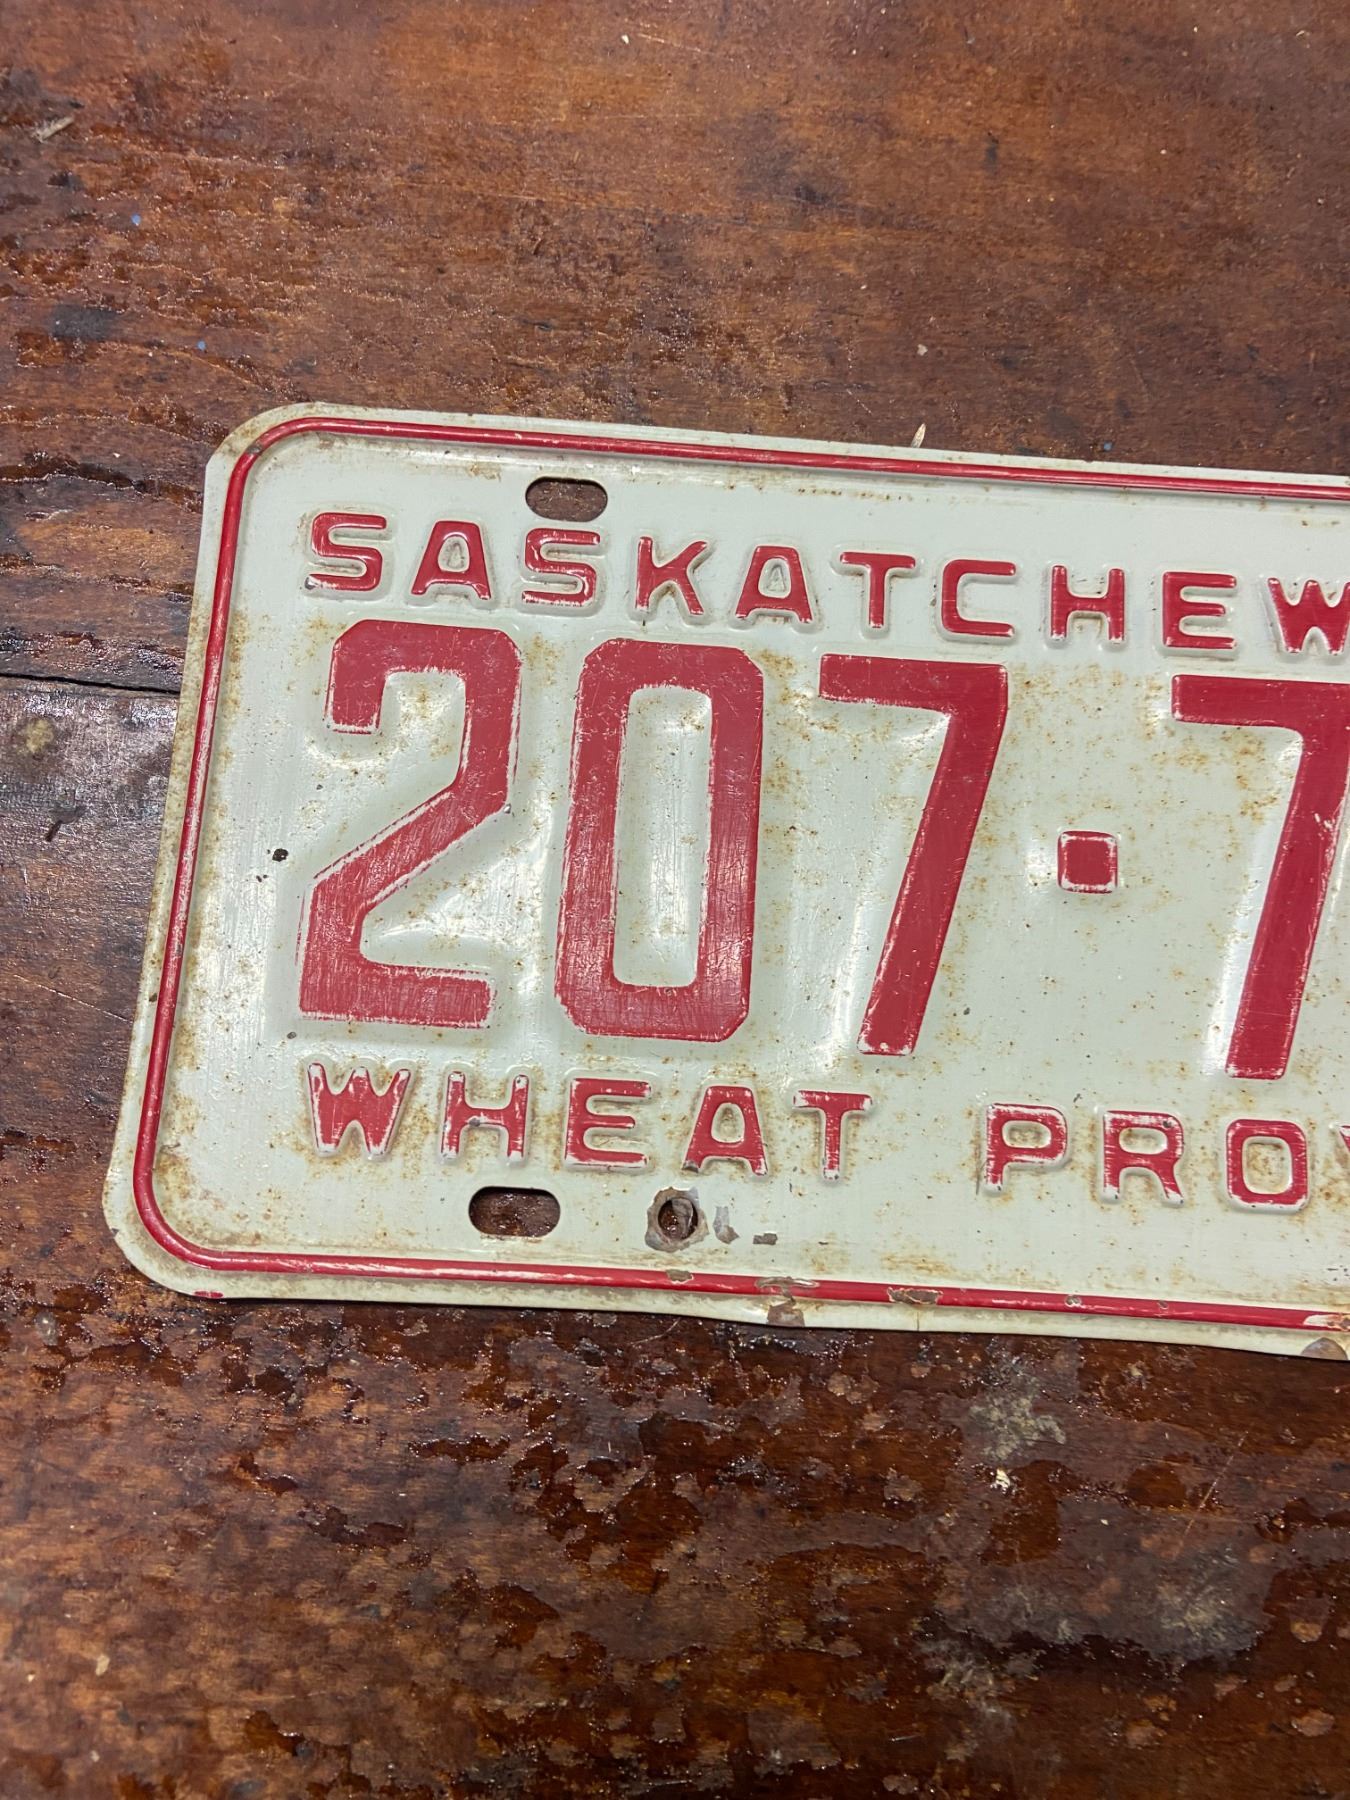 SASKATCHEW
207·7
WHEAT PRO